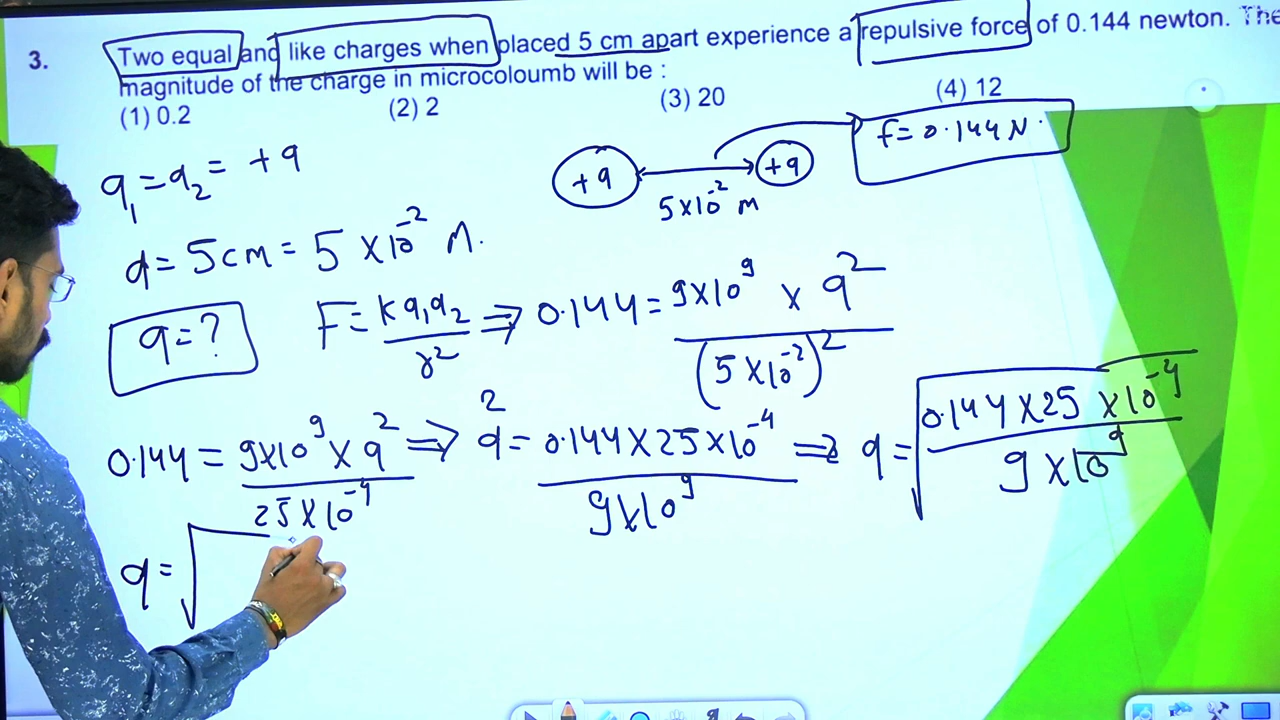 3. Two equal and like charges when placed 5 cm apart experience a repulsive force of 0.144 newton. The
magnitude of the charge in microcoloumb will be :
(1) 0.2 (2) 2 (3) 20 (4) 12
f=0.144 N.
q₁=q₂= +q
+q +q
5×10⁻² M
d= 5cm= 5 ×10⁻² M.
q=?
F= kq₁q₂/r² ⇒ 0.144= 9×10⁹ × q²/(5×10⁻²)²
0.144 = 9×10⁹ × q²/25×10⁻⁴ ⇒ q²= 0.144×25×10⁻⁴/9×10⁹ ⇒ q= √0.144×25×10⁻⁴/9×10⁹
q= √